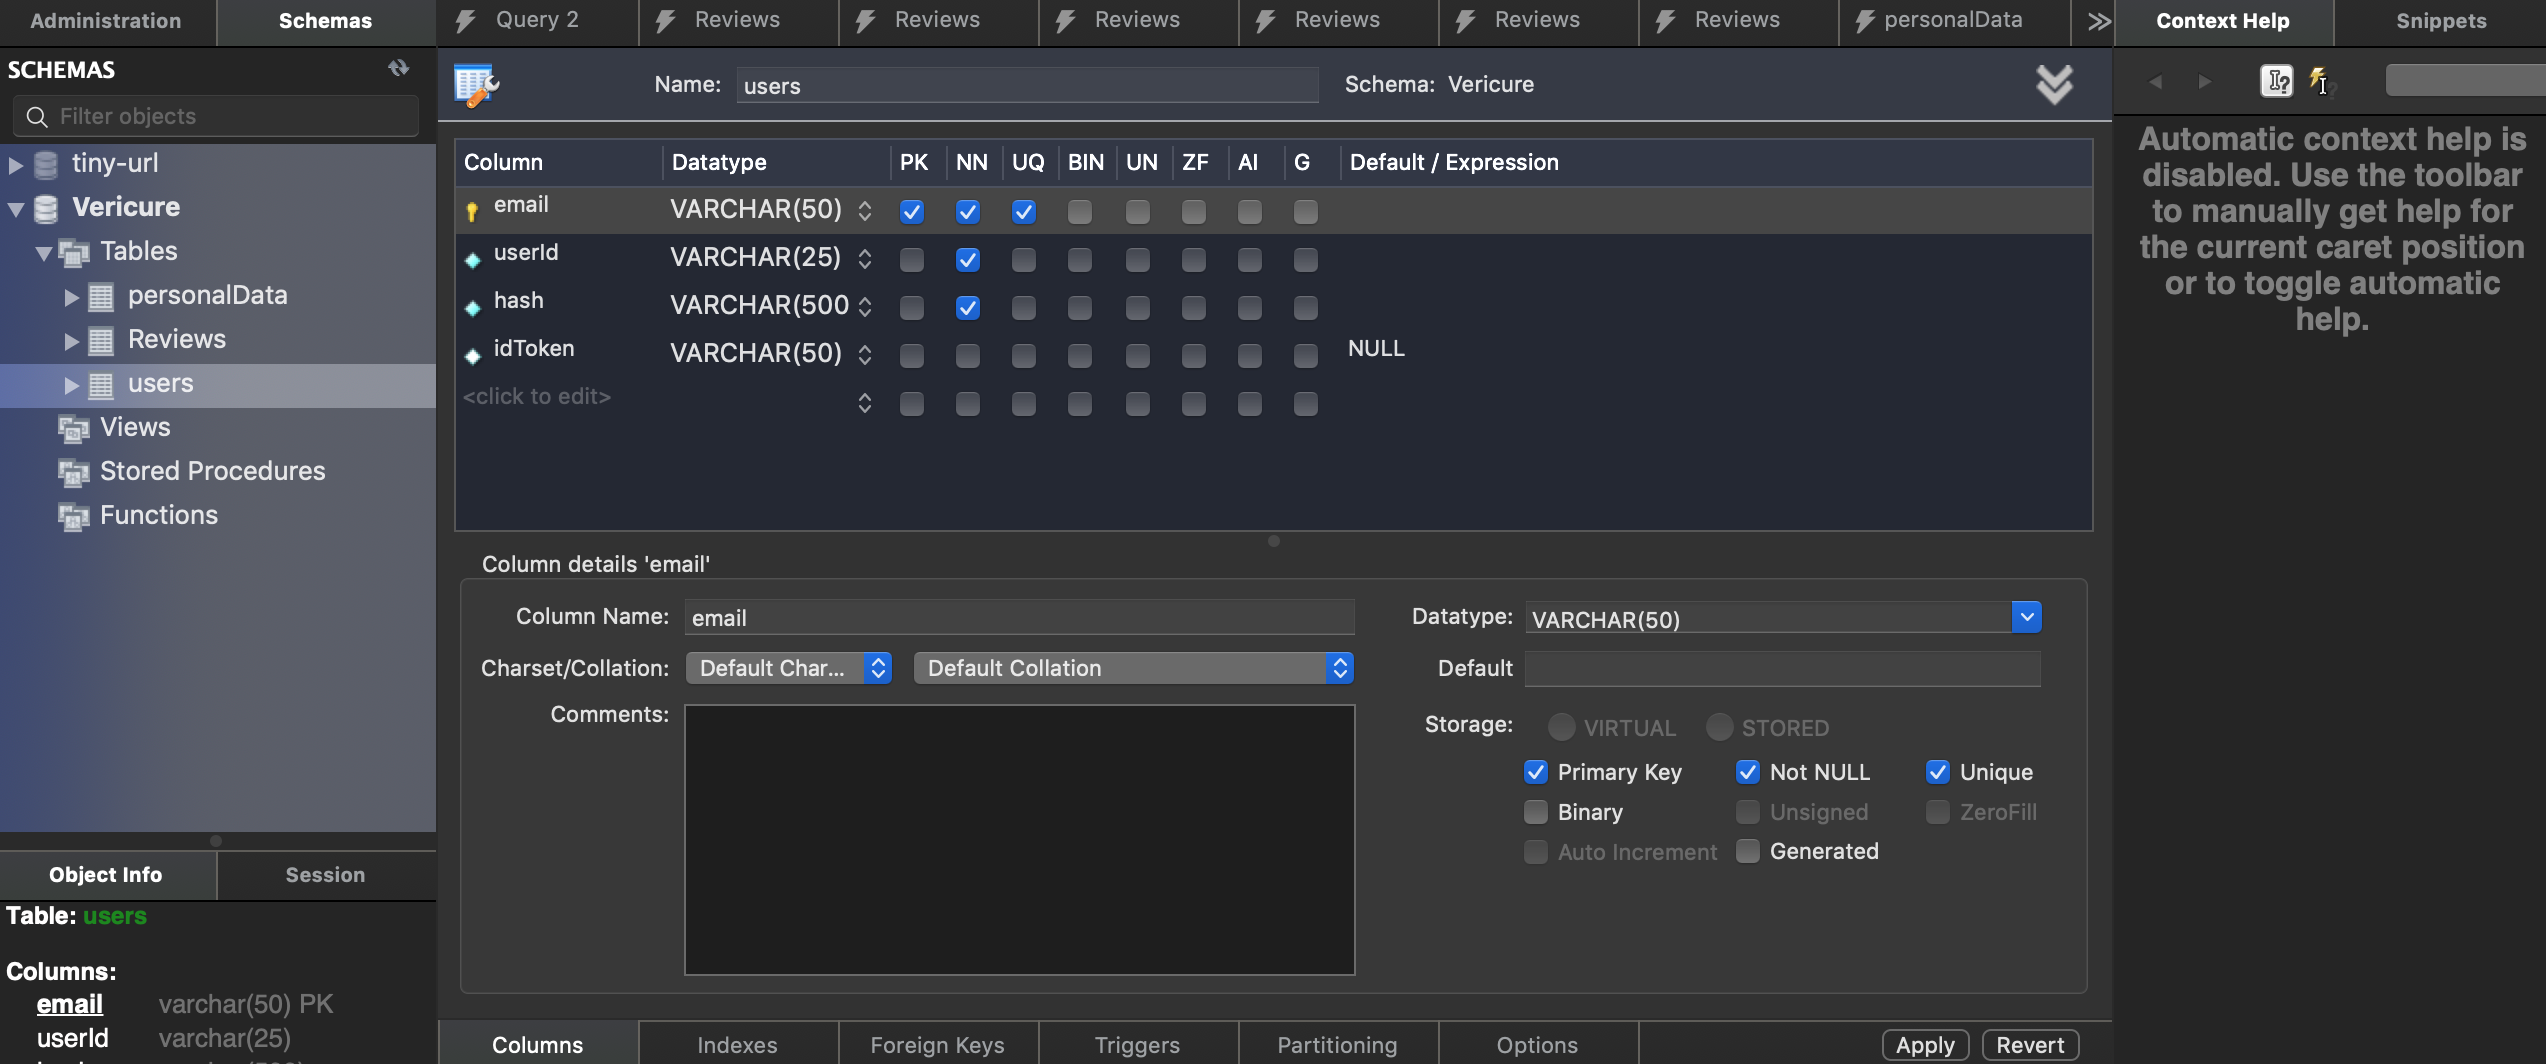 Administration Schemas
SCHEMAS
Filter objects
tiny-url
Vericure
Tables
personalData
Reviews
users
Views
Stored Procedures
Functions
Object Info Session
Table: users
Columns:
email varchar(50) PK
userId varchar(25)
Query 2 Reviews Reviews Reviews Reviews Reviews Reviews personalData
Name: users Schema: Vericure
Column Datatype PK NN UQ BIN UN ZF AI G Default / Expression
email VARCHAR(50)
userId VARCHAR(25)
hash VARCHAR(500
idToken VARCHAR(50) NULL
<click to edit>
Column details 'email'
Column Name: email Datatype: VARCHAR(50)
Charset/Collation: Default Char... Default Collation Default
Comments: Storage: VIRTUAL STORED
Primary Key Not NULL Unique
Binary Unsigned ZeroFill
Auto Increment Generated
Columns Indexes Foreign Keys Triggers Partitioning Options Apply Revert
Context Help Snippets
Automatic context help is
disabled. Use the toolbar
to manually get help for
the current caret position
or to toggle automatic
help.